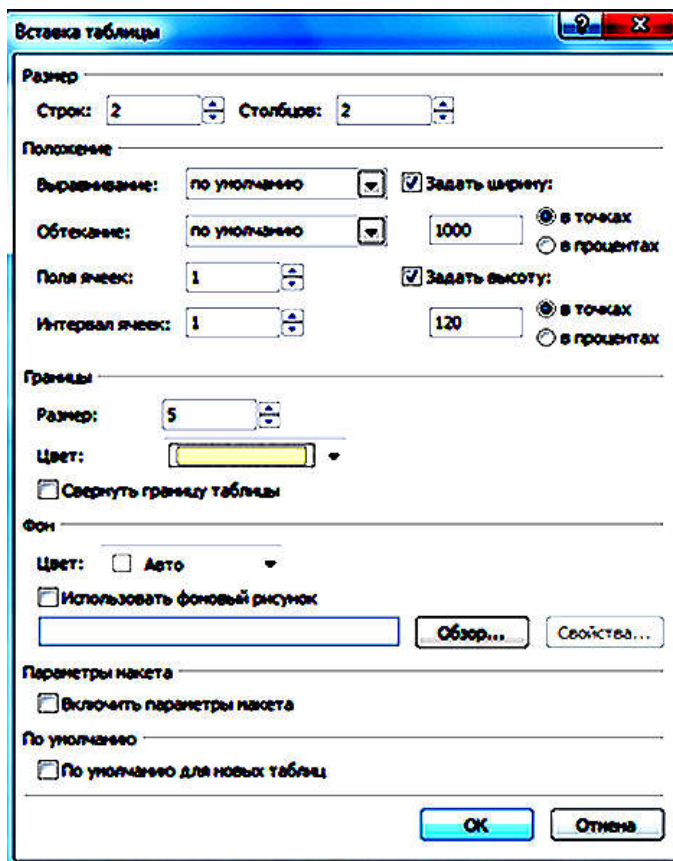 Вставка таблицы
Размер
Строк: 2 Столбцов: 2
Положение
Выравнивание: по умолчанию Задать ширину:
Обтекание: по умолчанию 1000 в точках
в процентах
Поля ячеек: 1 Задать высоту:
Интервал ячеек: 1 120 в точках
в процентах
Границы
Размер: 5
Цвет:
Свернуть границу таблицы
Фон
Цвет: Авто
Использовать фоновый рисунок
Обзор... Свойства...
Параметры макета
Включить параметры макета
По умолчанию
По умолчанию для новых таблиц
ОК Отмена